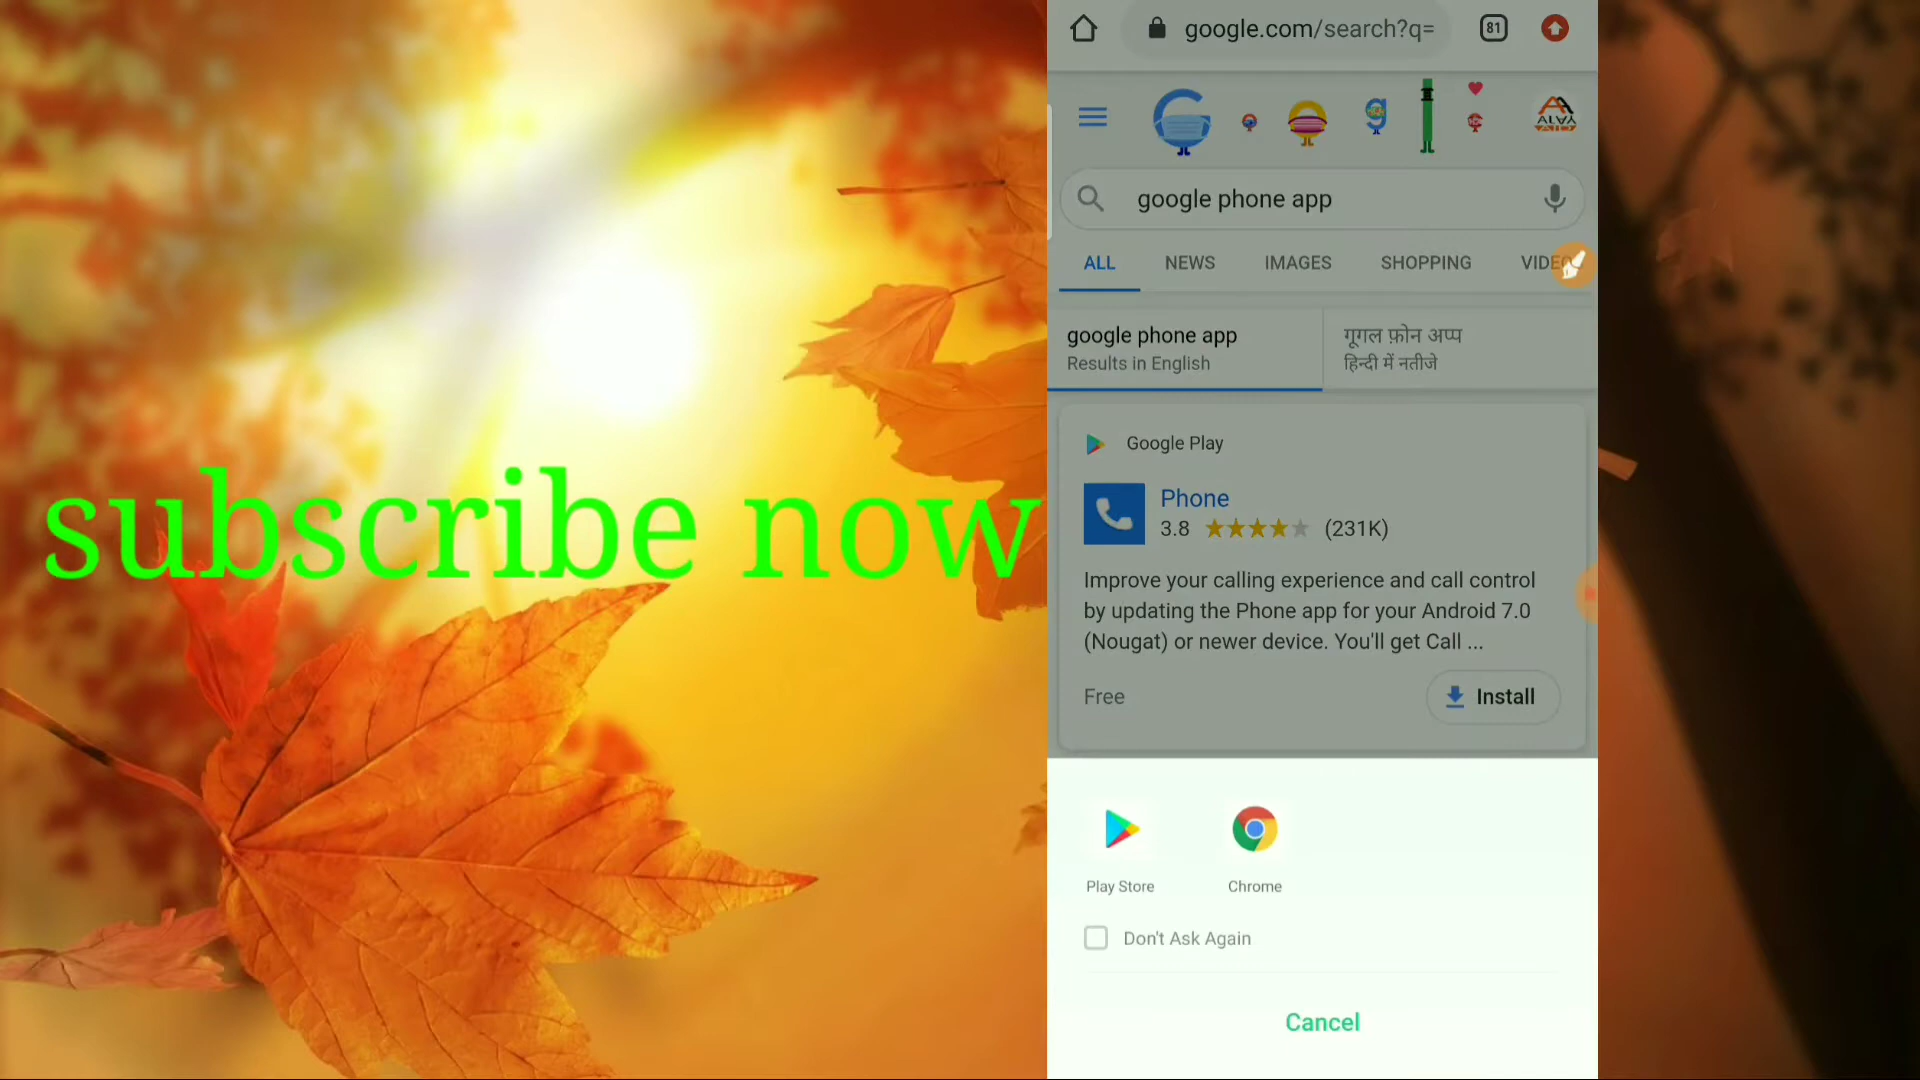 subscribe now
google.com/search?q=
81
google phone app
ALL NEWS IMAGES SHOPPING VIDEO
google phone app
Results in English
गूगल फ़ोन अप्प
हिन्दी में नतीजे
Google Play
Phone
3.8 (231K)
Improve your calling experience and call control
by updating the Phone app for your Android 7.0
(Nougat) or newer device. You'll get Call ...
Free
Install
Play Store
Chrome
Don't Ask Again
Cancel